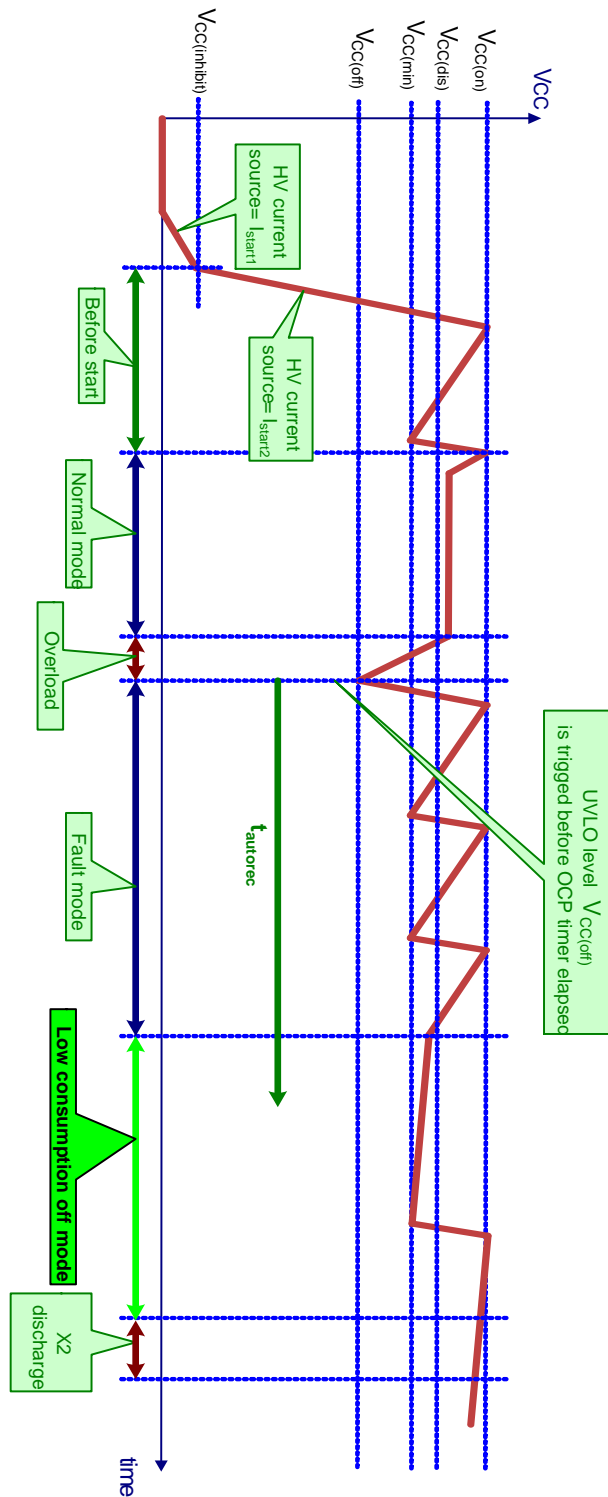 VCC
VCC(on)
VCC(dis)
VCC(min)
VCC(off)
VCC(inhibit)
HV current
source= Istart1
HV current
source= Istart2
UVLO level VCC(off)
is trigged before OCP timer elapsed
tautorec
Before start
Normal mode
Overload
Fault mode
Low consumption off mode
X2
discharge
time